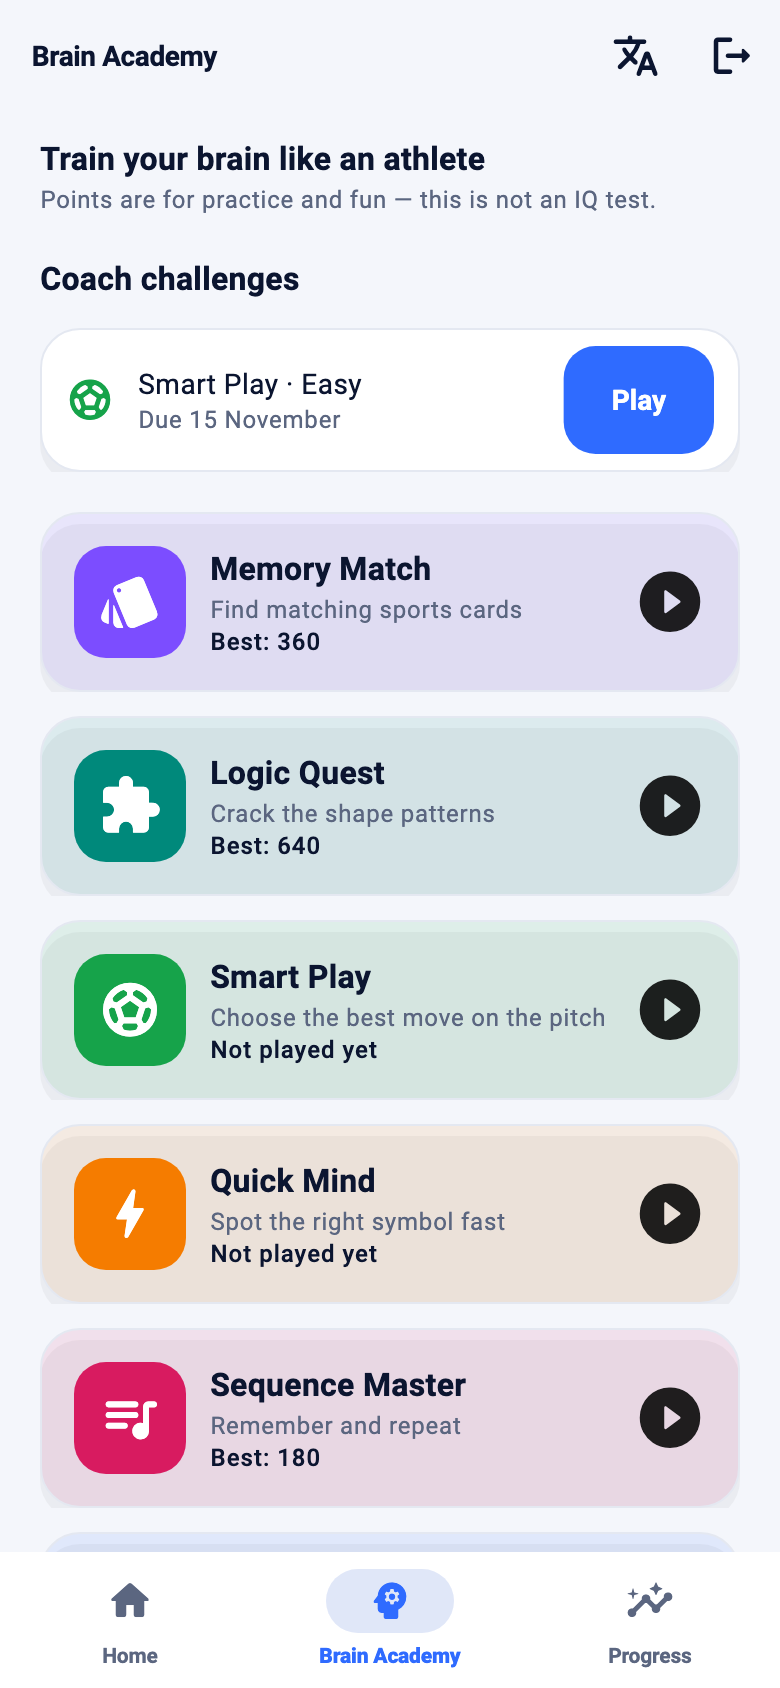 Brain Academy
Train your brain like an athlete
Points are for practice and fun — this is not an IQ test.
Coach challenges
Smart Play · Easy
Due 15 November
Play
Memory Match
Find matching sports cards
Best: 360
Logic Quest
Crack the shape patterns
Best: 640
Smart Play
Choose the best move on the pitch
Not played yet
Quick Mind
Spot the right symbol fast
Not played yet
Sequence Master
Remember and repeat
Best: 180
Home
Brain Academy
Progress